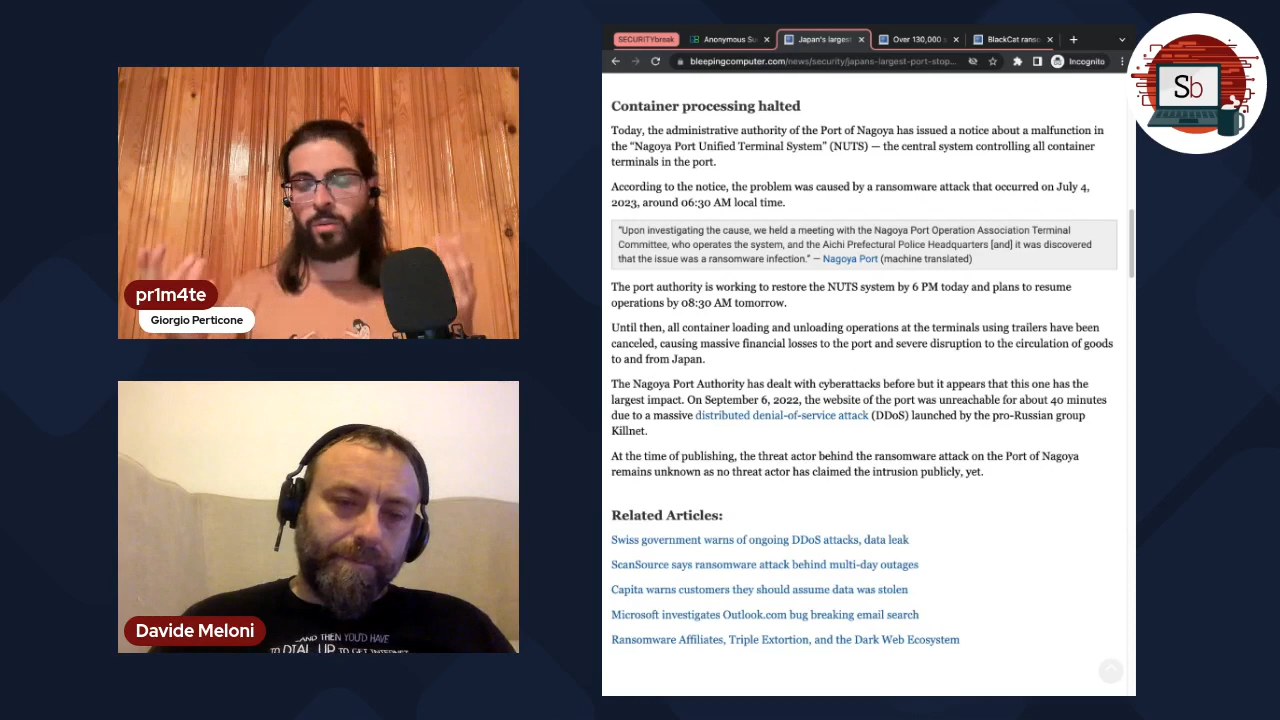 pr1m4te
Giorgio Perticone
Davide Meloni
AND THEN YOU'D HAVE
TO DIAL UP TO GET INTERNET
SECURITYbreak
Anonymous Su
Japan's largest
Over 130,000
BlackCat rans
bleepingcomputer.com/news/security/japans-largest-port-stop...
Incognito
Sb
Container processing halted
Today, the administrative authority of the Port of Nagoya has issued a notice about a malfunction in
the “Nagoya Port Unified Terminal System” (NUTS) — the central system controlling all container
terminals in the port.
According to the notice, the problem was caused by a ransomware attack that occurred on July 4,
2023, around 06:30 AM local time.
“Upon investigating the cause, we held a meeting with the Nagoya Port Operation Association Terminal
Committee, who operates the system, and the Aichi Prefectural Police Headquarters [and] it was discovered
that the issue was a ransomware infection.” — Nagoya Port (machine translated)
The port authority is working to restore the NUTS system by 6 PM today and plans to resume
operations by 08:30 AM tomorrow.
Until then, all container loading and unloading operations at the terminals using trailers have been
canceled, causing massive financial losses to the port and severe disruption to the circulation of goods
to and from Japan.
The Nagoya Port Authority has dealt with cyberattacks before but it appears that this one has the
largest impact. On September 6, 2022, the website of the port was unreachable for about 40 minutes
due to a massive distributed denial-of-service attack (DDoS) launched by the pro-Russian group
Killnet.
At the time of publishing, the threat actor behind the ransomware attack on the Port of Nagoya
remains unknown as no threat actor has claimed the intrusion publicly, yet.
Related Articles:
Swiss government warns of ongoing DDoS attacks, data leak
ScanSource says ransomware attack behind multi-day outages
Capita warns customers they should assume data was stolen
Microsoft investigates Outlook.com bug breaking email search
Ransomware Affiliates, Triple Extortion, and the Dark Web Ecosystem